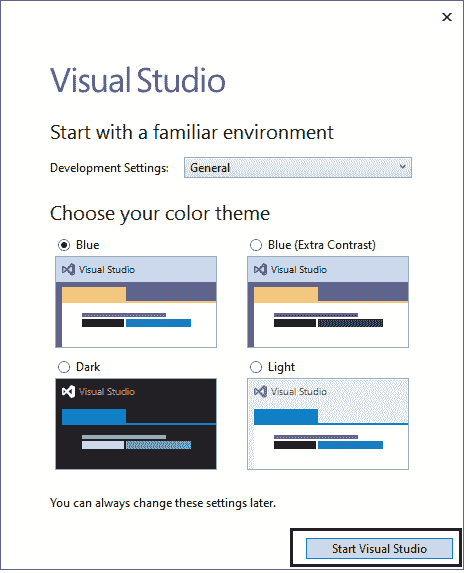 Visual Studio
Start with a familiar environment
Development Settings: General
Choose your color theme
Blue Blue (Extra Contrast)
Visual Studio Visual Studio
Dark Light
Visual Studio Visual Studio
You can always change these settings later.
Start Visual Studio